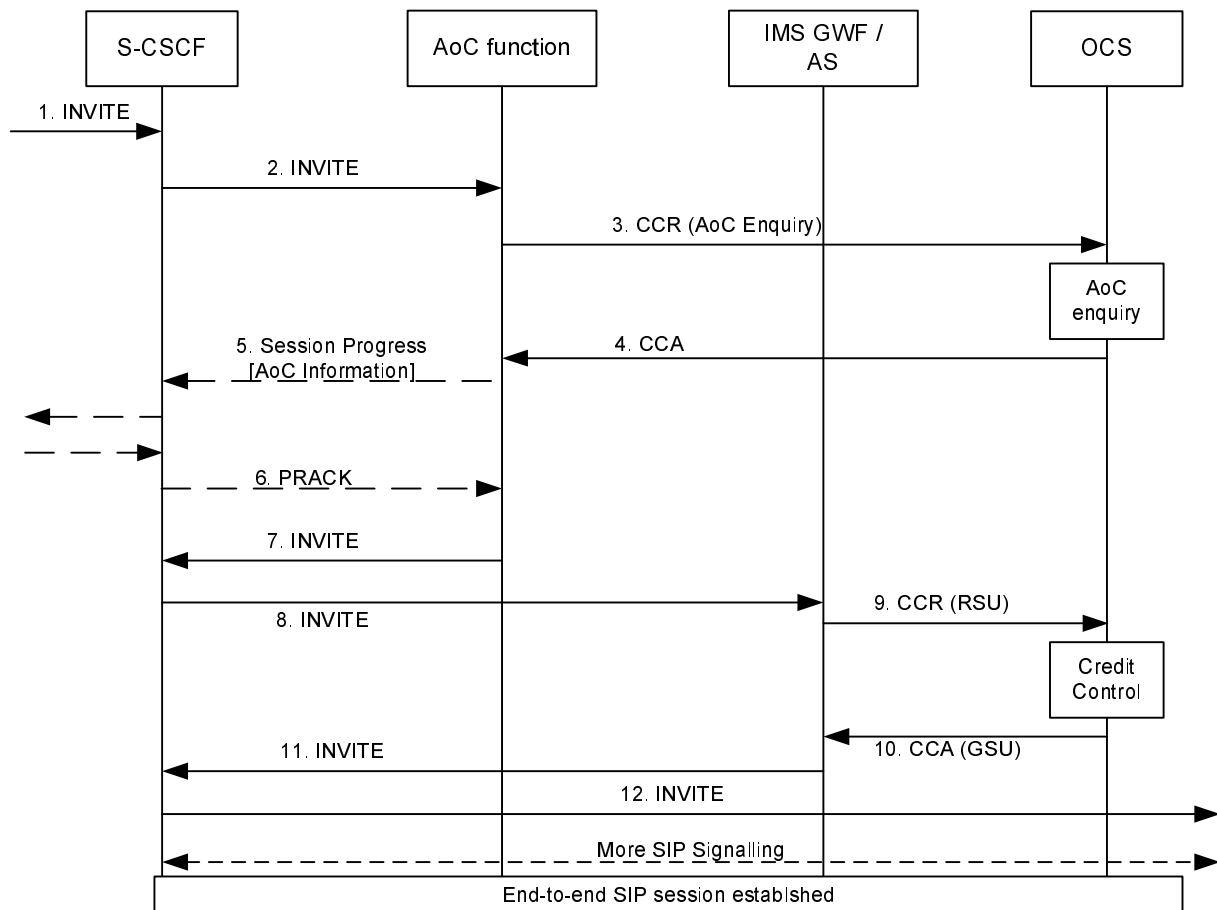 S-CSCF
AoC function
IMS GWF /
AS
OCS
1. INVITE
2. INVITE
3. CCR (AoC Enquiry)
AoC
enquiry
4. CCA
5. Session Progress
[AoC Information]
6. PRACK
7. INVITE
8. INVITE
9. CCR (RSU)
Credit
Control
10. CCA (GSU)
11. INVITE
12. INVITE
More SIP Signalling
End-to-end SIP session establshed